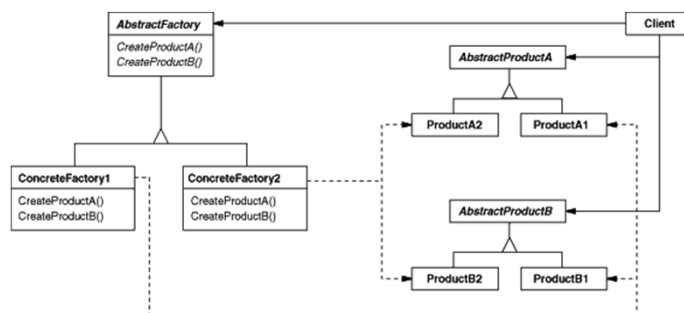 AbstractFactory
CreateProductA()
CreateProductB()
Client
AbstractProductA
ProductA2
ProductA1
ConcreteFactory1
CreateProductA()
CreateProductB()
ConcreteFactory2
CreateProductA()
CreateProductB()
AbstractProductB
ProductB2
ProductB1